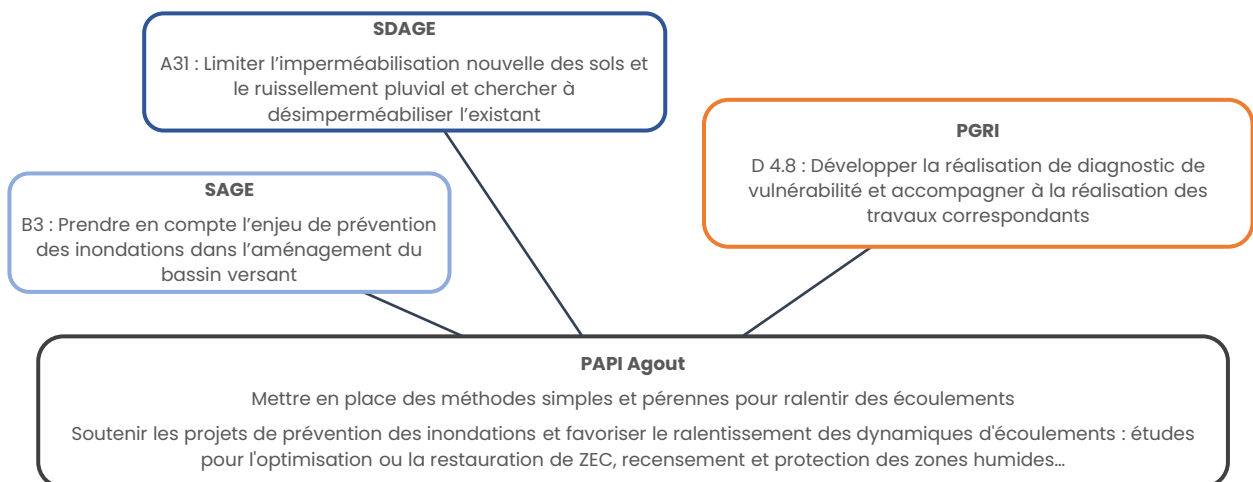 SDAGE
A31 : Limiter l’imperméabilisation nouvelle des sols et
le ruissellement pluvial et chercher à
désimperméabiliser l’existant
PGRI
D 4.8 : Développer la réalisation de diagnostic de
vulnérabilité et accompagner à la réalisation des
travaux correspondants
SAGE
B3 : Prendre en compte l’enjeu de prévention
des inondations dans l’aménagement du
bassin versant
PAPI Agout
Mettre en place des méthodes simples et pérennes pour ralentir des écoulements
Soutenir les projets de prévention des inondations et favoriser le ralentissement des dynamiques d'écoulements : études
pour l'optimisation ou la restauration de ZEC, recensement et protection des zones humides…